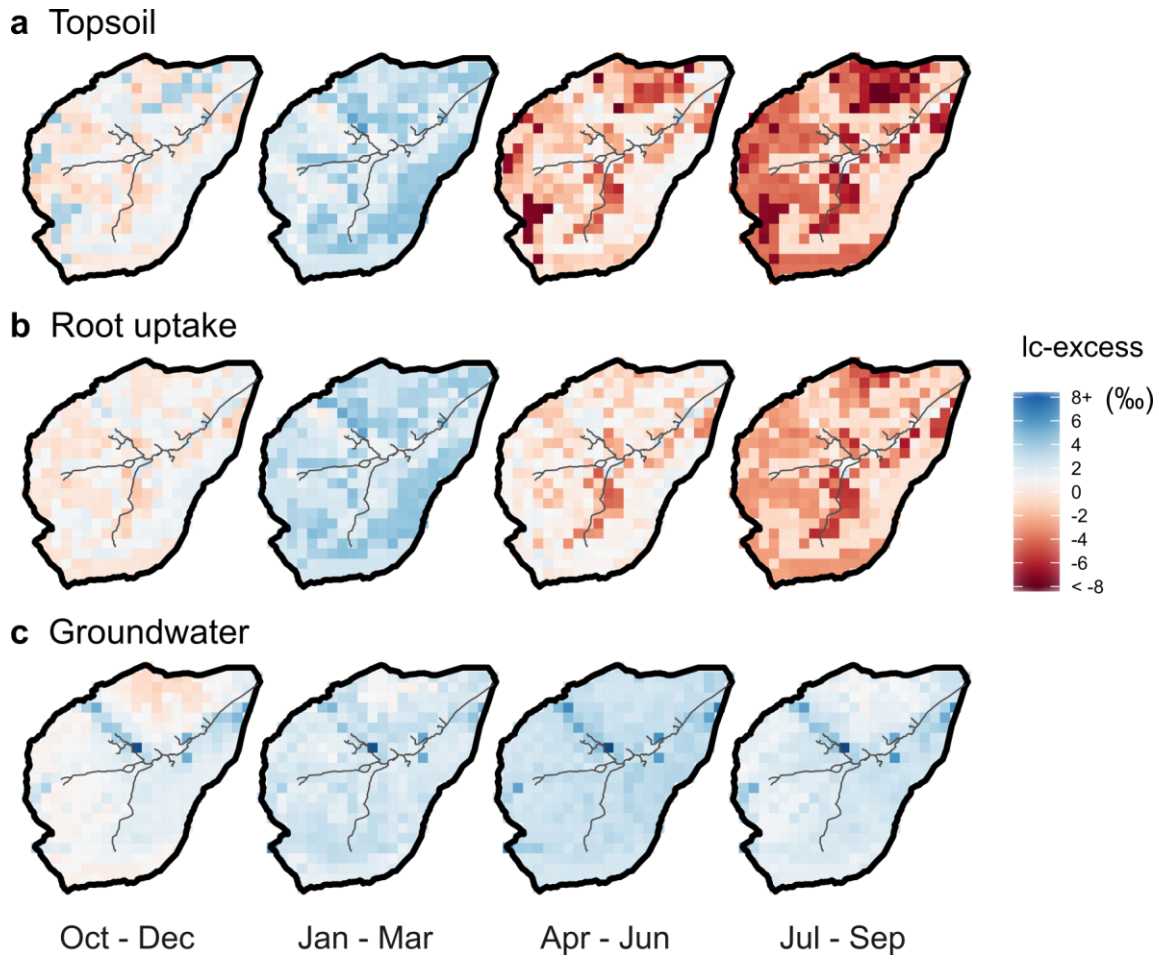 a Topsoil
b Root uptake
lc-excess
(‰)
8+
6
4
2
0
-2
-4
-6
< -8
c Groundwater
Oct - Dec
Jan - Mar
Apr - Jun
Jul - Sep